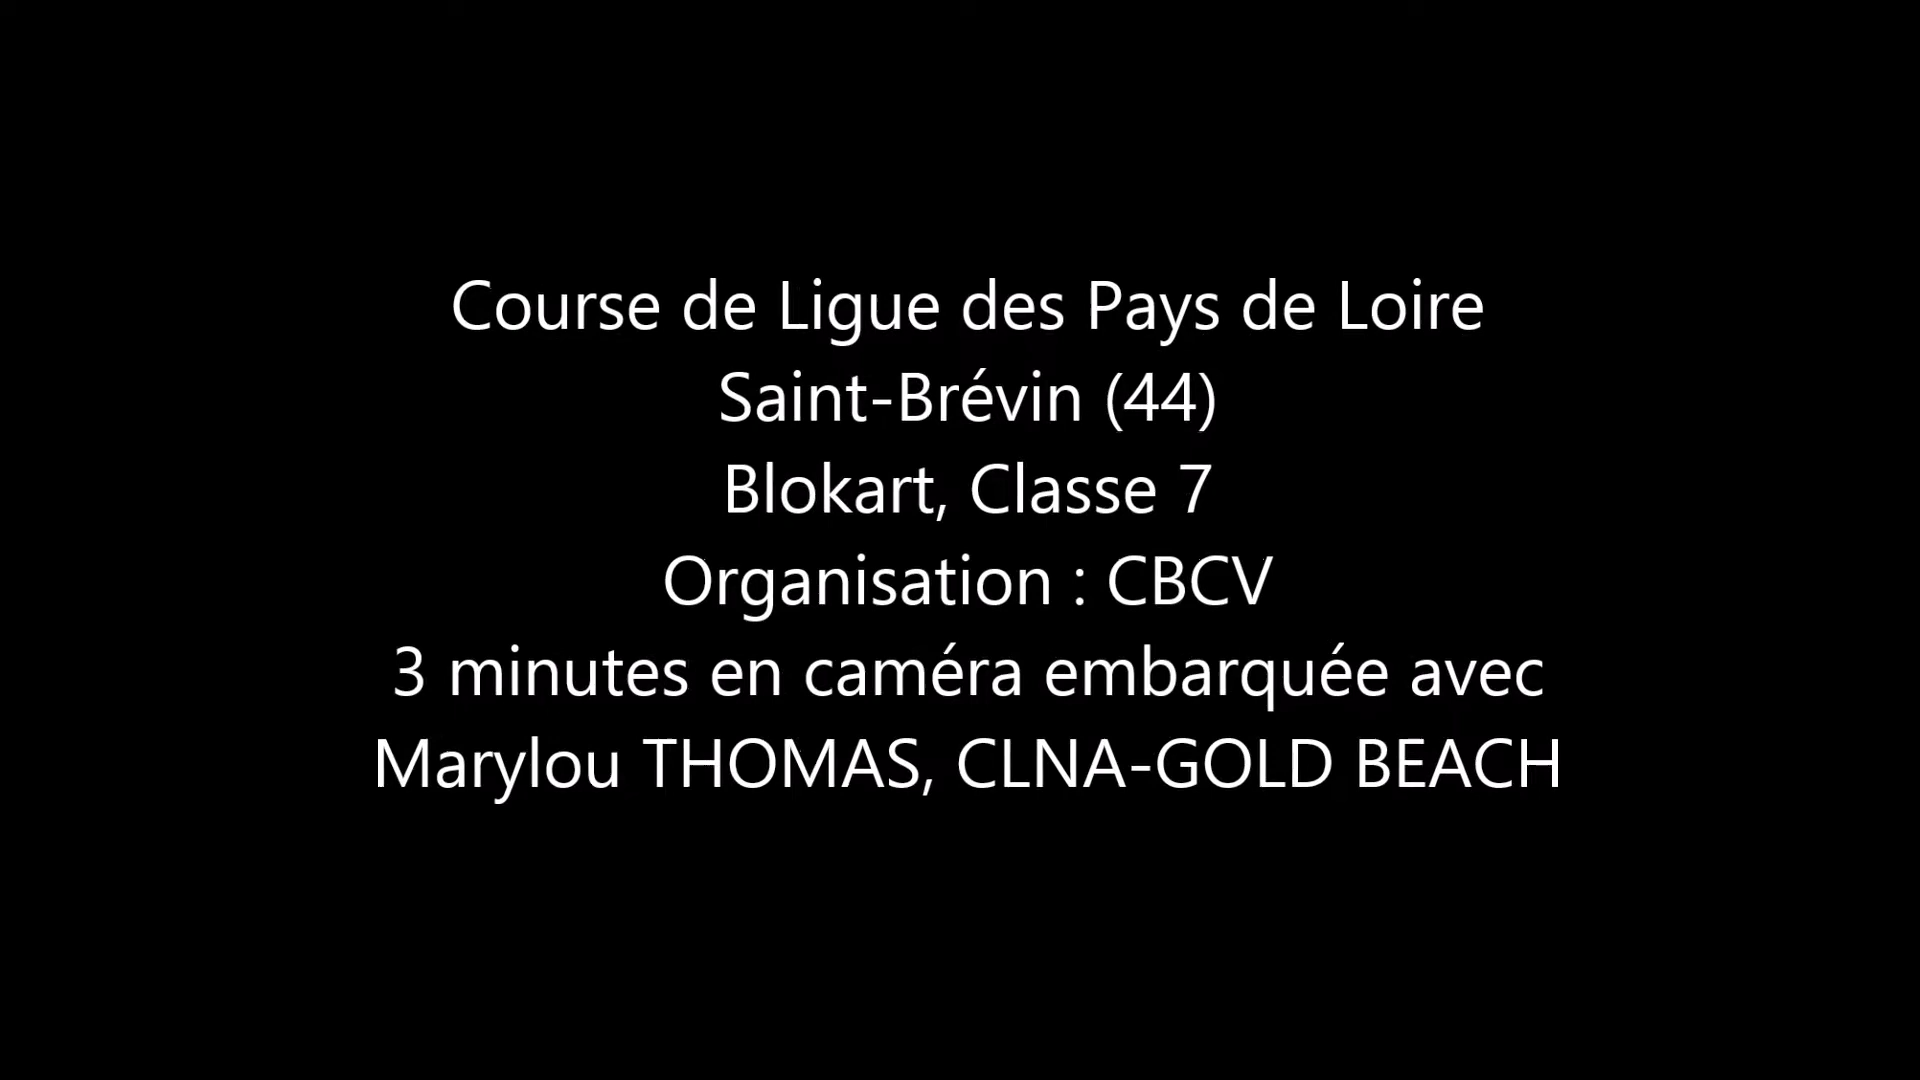 Course de Ligue des Pays de Loire
Saint-Brévin (44)
Blokart, Classe 7
Organisation : CBCV
3 minutes en caméra embarquée avec
Marylou THOMAS, CLNA-GOLD BEACH